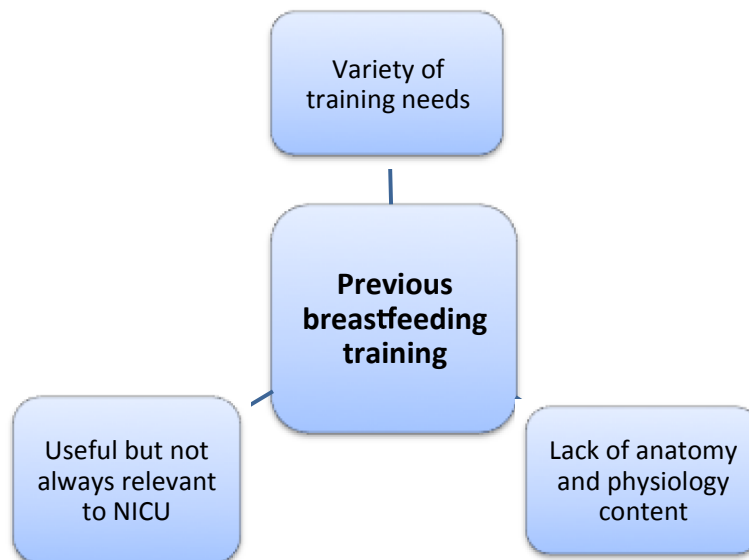 Variety of
training needs
Previous
breastfeeding
training
Useful but not
always relevant
to NICU
Lack of anatomy
and physiology
content